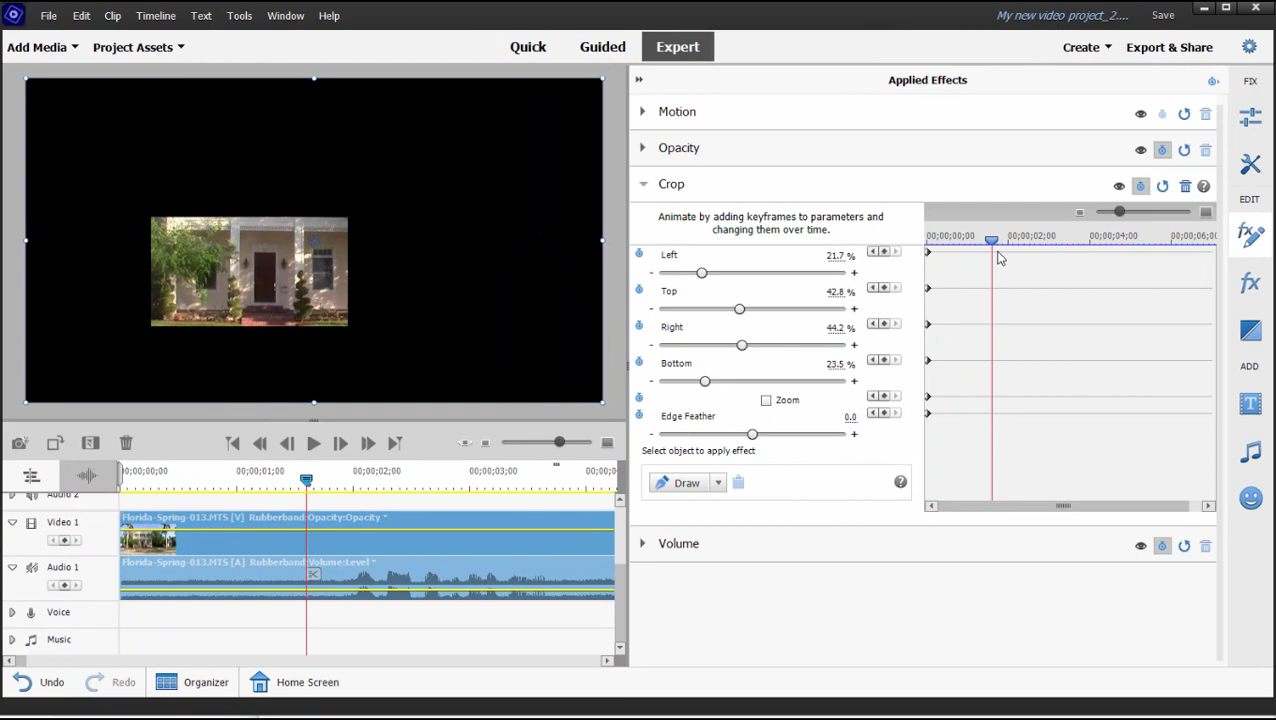 File Edit Clip Timeline Text Tools Window Help My new video project_2.... Save
Add Media Project Assets Quick Guided Expert Create Export & Share
Applied Effects FIX
Motion
Opacity
Crop
EDIT
Animate by adding keyframes to parameters and
changing them over time.
00;00;00;00 00;00;02;00 00;00;04;00 00;00;06;
Left 21.7 %
- +
Top 42.8 %
- +
Right 44.2 %
- +
Bottom 23.5 %
- +
ADD
Zoom
Edge Feather 0.0
- +
Select object to apply effect
Draw
Volume
;00;00;00;00 00;00;01;00 00;00;02;00 00;00;03;00 00;00;0
Audio 2
Florida-Spring-013.MTS [V] Rubberband:Opacity:Opacity
Video 1
Florida-Spring-013.MTS [A] Rubberband:Volume:Level
Audio 1
Voice
Music
Undo Redo Organizer Home Screen